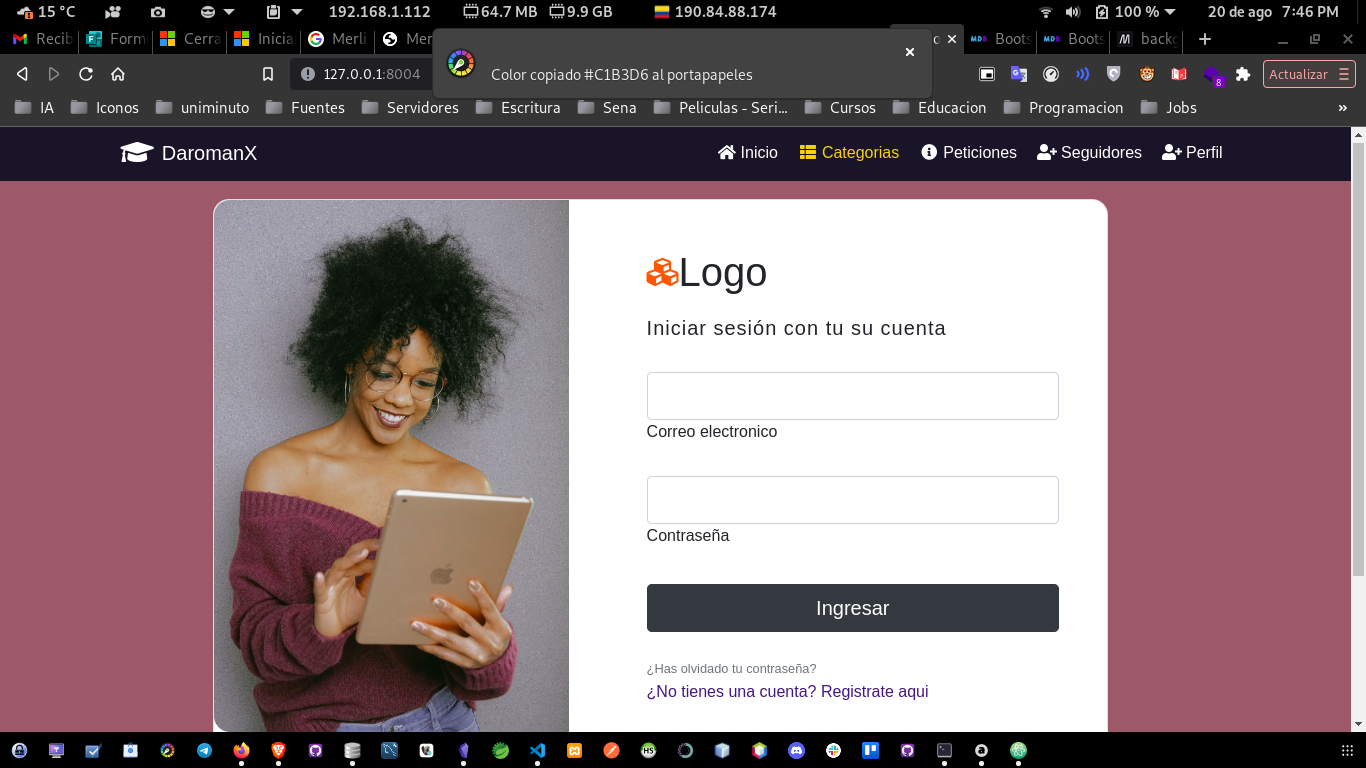 15 °C 192.168.1.112 64.7 MB 9.9 GB 190.84.88.174 100 % 20 de ago 7:46 PM
Recib Form Cerra Inicia Merli Mer Boots Boots backg
Color copiado #C1B3D6 al portapapeles
127.0.0.1:8004 8 Actualizar
IA Iconos uniminuto Fuentes Servidores Escritura Sena Peliculas - Seri... Cursos Educacion Programacion Jobs »
DaromanX Inicio Categorias Peticiones Seguidores Perfil
Logo
Iniciar sesión con tu su cuenta
Correo electronico
Contraseña
Ingresar
¿Has olvidado tu contraseña?
¿No tienes una cuenta? Registrate aqui